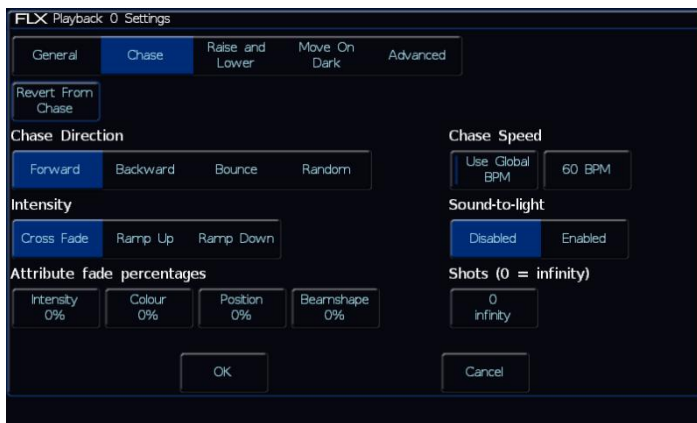 FLX Playback 0 Settings
General
Chase
Raise and
Lower
Move On
Dark
Advanced
Revert From
Chase
Chase Direction
Forward
Backward
Bounce
Random
Chase Speed
Use Global
BPM
60 BPM
Intensity
Cross Fade
Ramp Up
Ramp Down
Sound-to-light
Disabled
Enabled
Attribute fade percentages
Intensity
0%
Colour
0%
Position
0%
Beamshape
0%
Shots (0 = infinity)
0
infinity
OK
Cancel